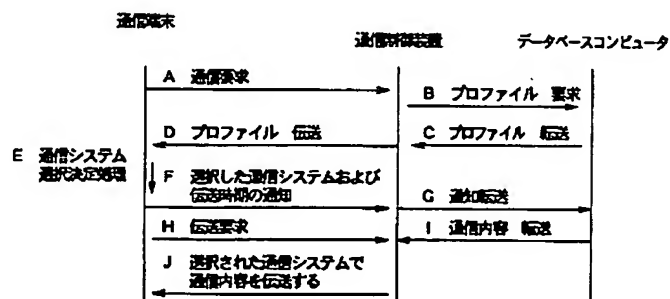 通信端末
通信制御装置
データベースコンピュータ
A 通信要求
B プロファイル 要求
D プロファイル 伝送
C プロファイル 転送
E 通信システム
選択決定処理
F 選択した通信システムおよび
伝送時期の通知
G 通知転送
H 伝送要求
I 通信内容 転送
J 選択された通信システムで
通信内容を伝送する